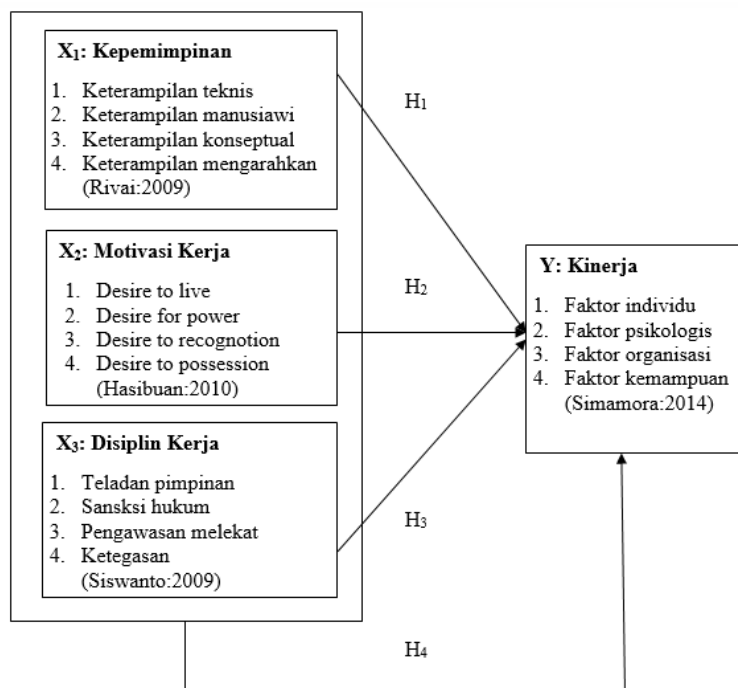 X1: Kepemimpinan
1. Keterampilan teknis
2. Keterampilan manusiawi
3. Keterampilan konseptual
4. Keterampilan mengarahkan
(Rivai:2009)
H1
X2: Motivasi Kerja
1. Desire to live
2. Desire for power
3. Desire to recognotion
4. Desire to possession
(Hasibuan:2010)
H2
Y: Kinerja
1. Faktor individu
2. Faktor psikologis
3. Faktor organisasi
4. Faktor kemampuan
(Simamora:2014)
X3: Disiplin Kerja
1. Teladan pimpinan
2. Sansksi hukum
3. Pengawasan melekat
4. Ketegasan
(Siswanto:2009)
H3
H4